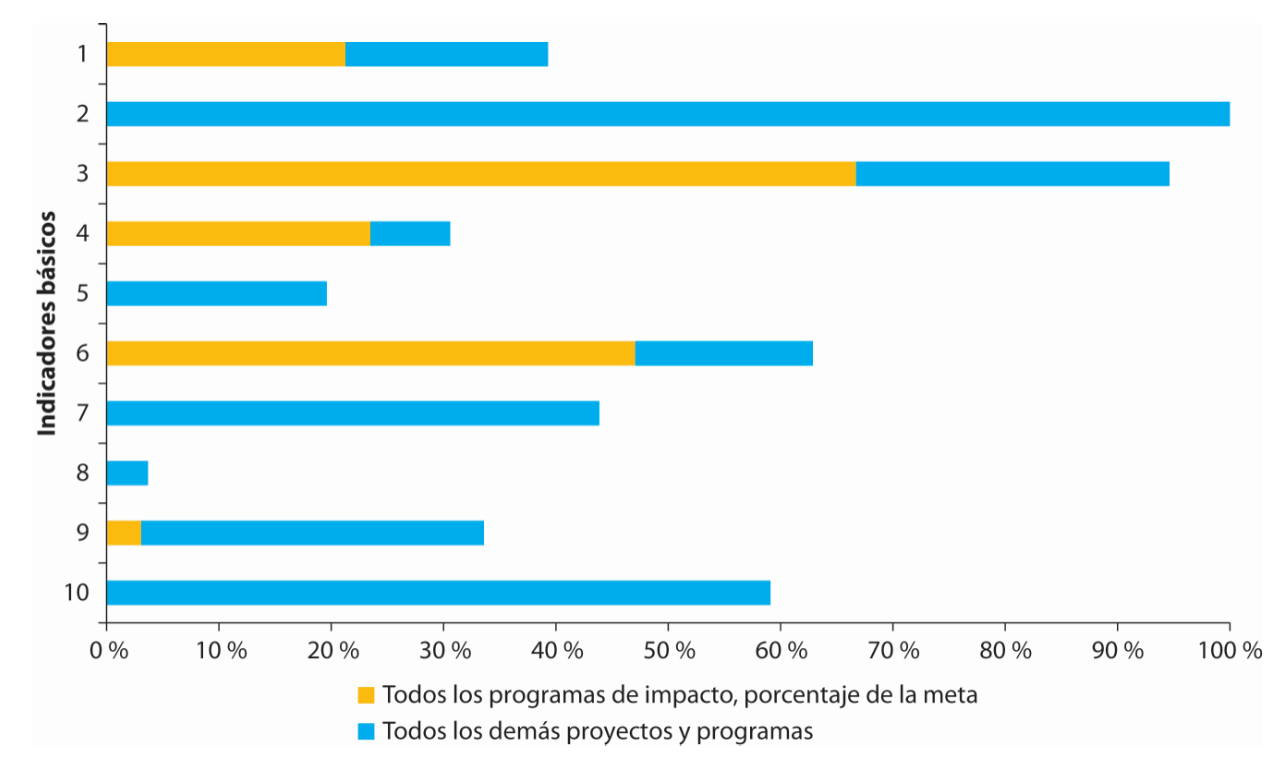 Indicadores básicos
1
2
3
4
5
6
7
8
9
10
0 % 10 % 20 % 30 % 40 % 50 % 60 % 70 % 80 % 90 % 100 %
Todos los programas de impacto, porcentaje de la meta
Todos los demás proyectos y programas